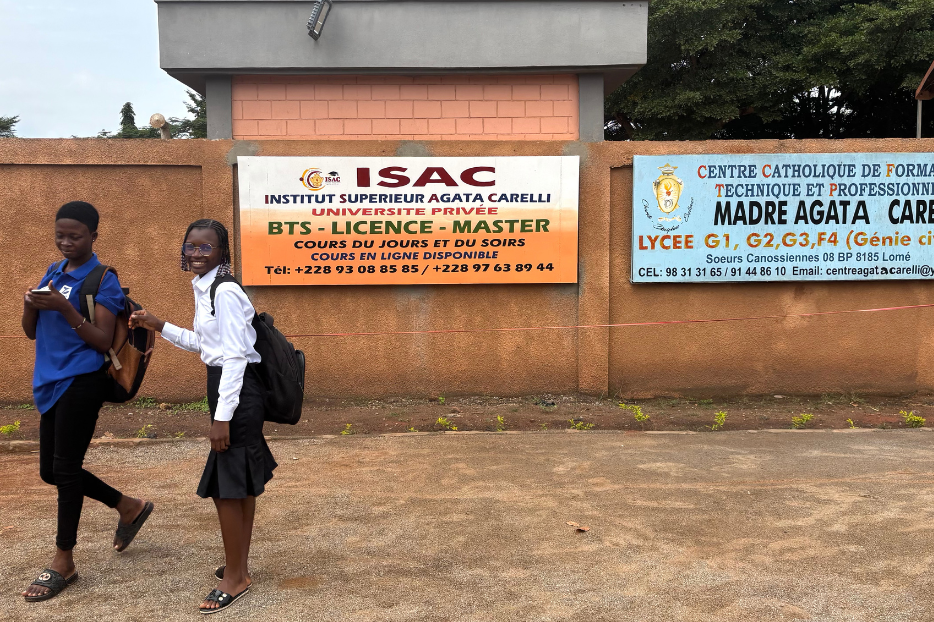 ISAC
ISAC
INSTITUT SUPERIEUR AGATA CARELLI
UNIVERSITE PRIVÉE
BTS - LICENCE - MASTER
COURS DU JOURS ET DU SOIRS
COURS EN LIGNE DISPONIBLE
Tél: +228 93 08 85 85 / +228 97 63 89 44
CENTRE CATHOLIQUE DE FORMA
TECHNIQUE ET PROFESSIONNE
MADRE AGATA CARE
LYCEE G1, G2,G3,F4 (Génie ci
Soeurs Canossiennes 08 BP 8185 Lomé
CEL: 98 31 31 65 / 91 44 86 10 Email: centreagatacarelli@y